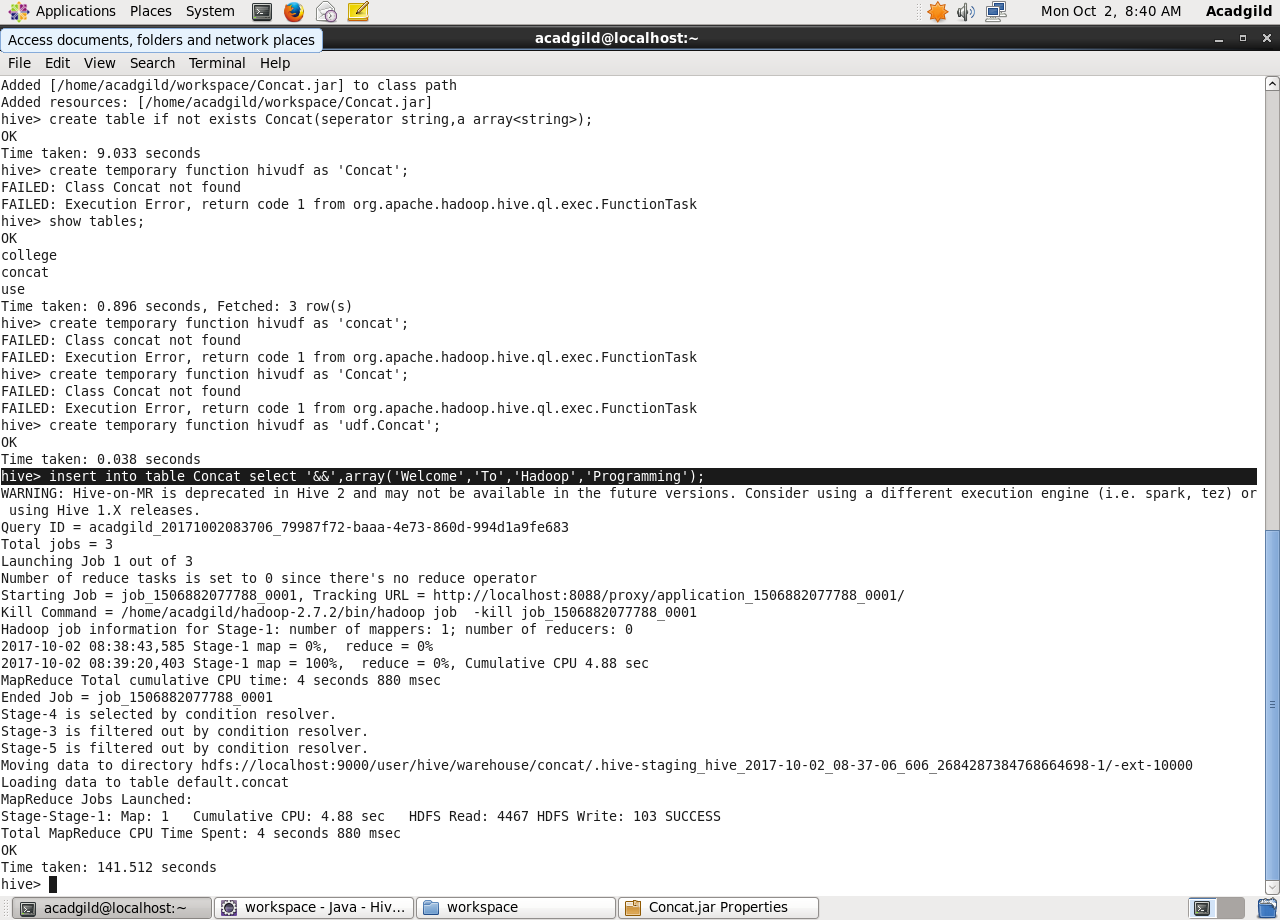 Applications Places System Mon Oct 2, 8:40 AM Acadgild
Access documents, folders and network places
acadgild@localhost:~
File Edit View Search Terminal Help
Added [/home/acadgild/workspace/Concat.jar] to class path
Added resources: [/home/acadgild/workspace/Concat.jar]
hive> create table if not exists Concat(seperator string,a array<string>);
OK
Time taken: 9.033 seconds
hive> create temporary function hivudf as 'Concat';
FAILED: Class Concat not found
FAILED: Execution Error, return code 1 from org.apache.hadoop.hive.ql.exec.FunctionTask
hive> show tables;
OK
college
concat
use
Time taken: 0.896 seconds, Fetched: 3 row(s)
hive> create temporary function hivudf as 'concat';
FAILED: Class concat not found
FAILED: Execution Error, return code 1 from org.apache.hadoop.hive.ql.exec.FunctionTask
hive> create temporary function hivudf as 'Concat';
FAILED: Class Concat not found
FAILED: Execution Error, return code 1 from org.apache.hadoop.hive.ql.exec.FunctionTask
hive> create temporary function hivudf as 'udf.Concat';
OK
Time taken: 0.038 seconds
hive> insert into table Concat select '&&',array('Welcome','To','Hadoop','Programming');
WARNING: Hive-on-MR is deprecated in Hive 2 and may not be available in the future versions. Consider using a different execution engine (i.e. spark, tez) or
 using Hive 1.X releases.
Query ID = acadgild_20171002083706_79987f72-baaa-4e73-860d-994d1a9fe683
Total jobs = 3
Launching Job 1 out of 3
Number of reduce tasks is set to 0 since there's no reduce operator
Starting Job = job_1506882077788_0001, Tracking URL = http://localhost:8088/proxy/application_1506882077788_0001/
Kill Command = /home/acadgild/hadoop-2.7.2/bin/hadoop job  -kill job_1506882077788_0001
Hadoop job information for Stage-1: number of mappers: 1; number of reducers: 0
2017-10-02 08:38:43,585 Stage-1 map = 0%,  reduce = 0%
2017-10-02 08:39:20,403 Stage-1 map = 100%,  reduce = 0%, Cumulative CPU 4.88 sec
MapReduce Total cumulative CPU time: 4 seconds 880 msec
Ended Job = job_1506882077788_0001
Stage-4 is selected by condition resolver.
Stage-3 is filtered out by condition resolver.
Stage-5 is filtered out by condition resolver.
Moving data to directory hdfs://localhost:9000/user/hive/warehouse/concat/.hive-staging_hive_2017-10-02_08-37-06_606_2684287384768664698-1/-ext-10000
Loading data to table default.concat
MapReduce Jobs Launched:
Stage-Stage-1: Map: 1   Cumulative CPU: 4.88 sec   HDFS Read: 4467 HDFS Write: 103 SUCCESS
Total MapReduce CPU Time Spent: 4 seconds 880 msec
OK
Time taken: 141.512 seconds
hive>
acadgild@localhost:~ workspace - Java - Hiv... workspace Concat.jar Properties